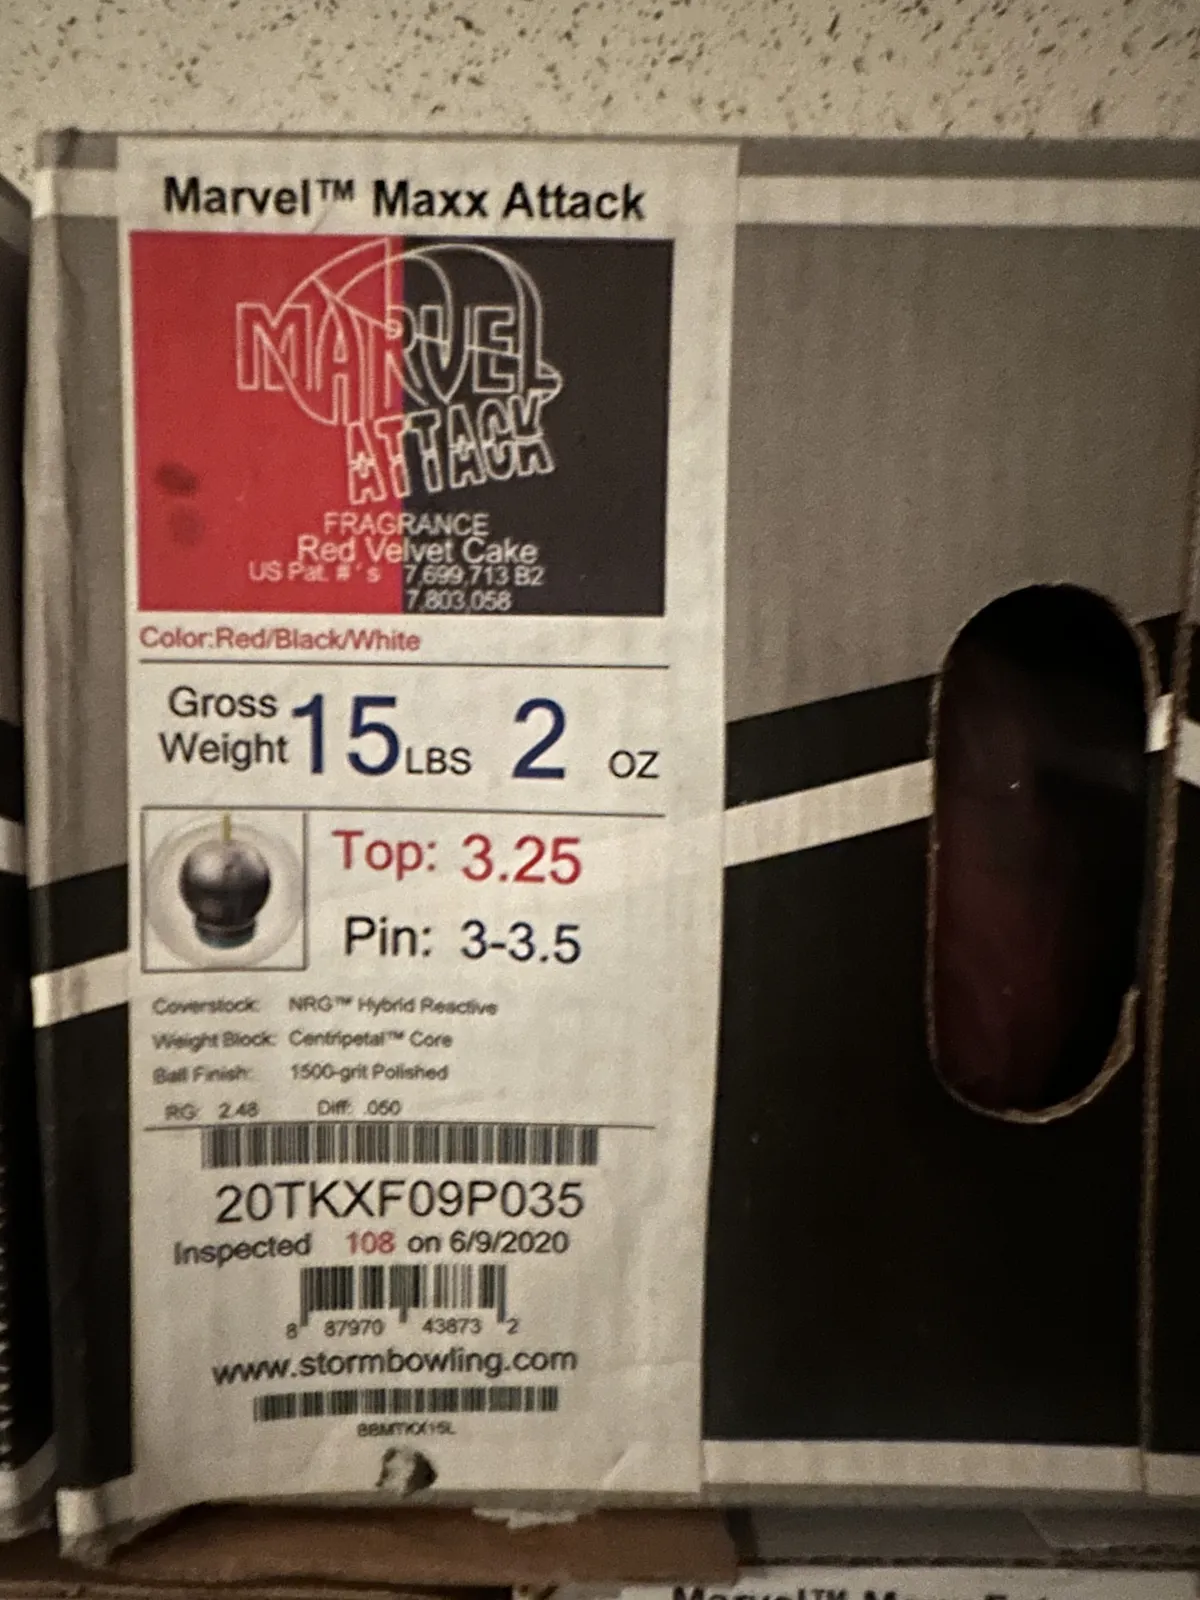 Marvel™ Maxx Attack
MARVEL
ATTACK
FRAGRANCE
Red Velvet Cake
US Pat. #'s 7,699,713 B2
7,803,058
Color:Red/Black/White
Gross Weight 15 LBS 2 OZ
Top: 3.25
Pin: 3-3.5
Coverstock: NRG™ Hybrid Reactive
Weight Block: Centripetal™ Core
Ball Finish: 1500-grit Polished
RG: 2.48 Diff: .050
20TKXF09P035
Inspected 108 on 6/9/2020
8 87970 43873 2
www.stormbowling.com
BBMTKX15L
Marvel™ Maxx